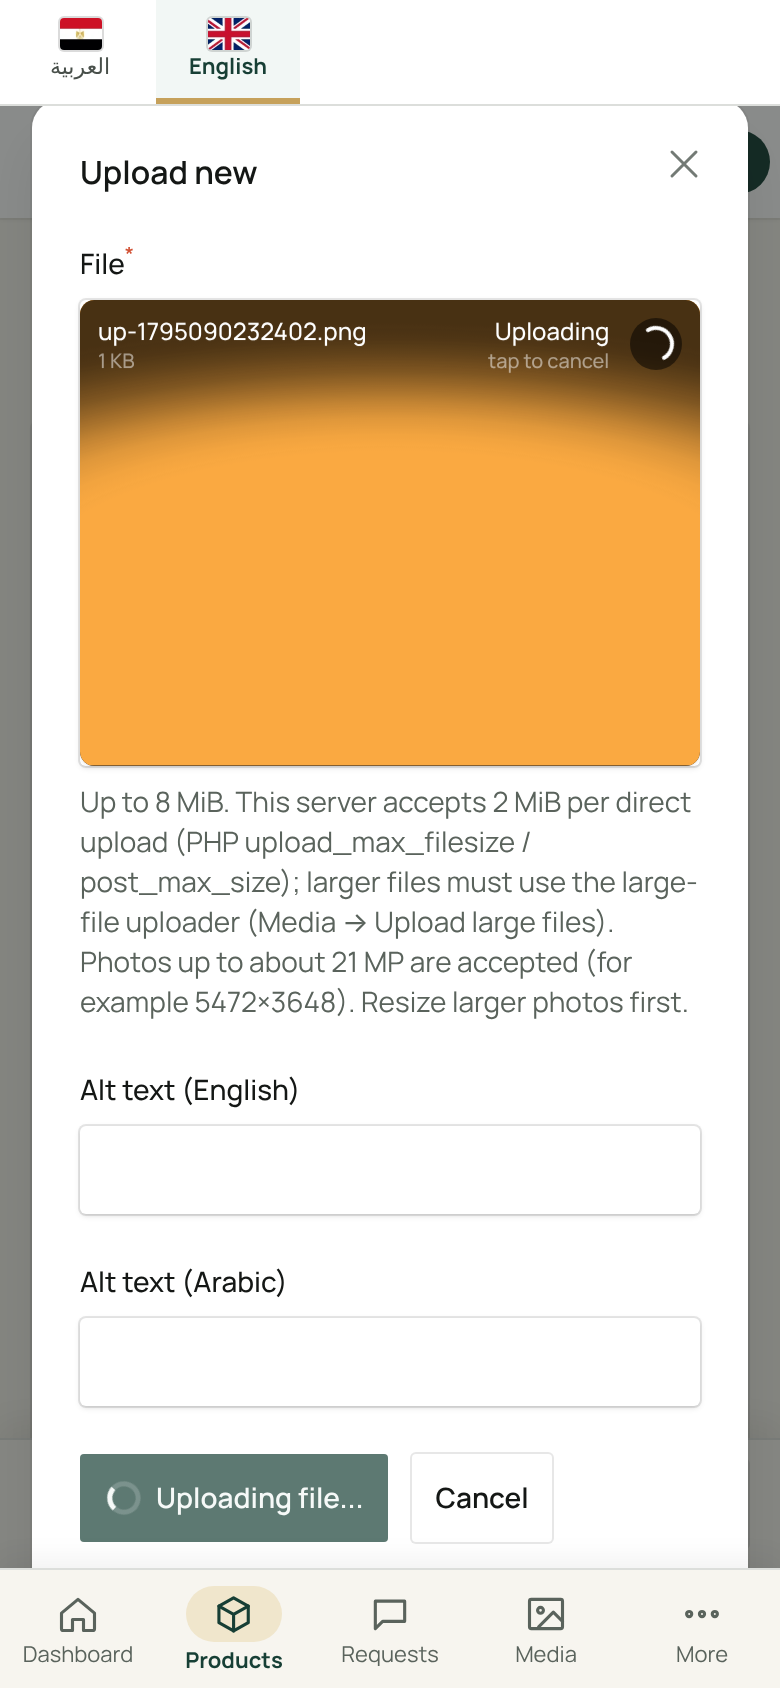 العربية
English
Upload new
File*
up-1795090232402.png
1 KB
Uploading
tap to cancel
Up to 8 MiB. This server accepts 2 MiB per direct
upload (PHP upload_max_filesize /
post_max_size); larger files must use the large-
file uploader (Media → Upload large files).
Photos up to about 21 MP are accepted (for
example 5472×3648). Resize larger photos first.
Alt text (English)
Alt text (Arabic)
Uploading file...
Cancel
Dashboard
Products
Requests
Media
More